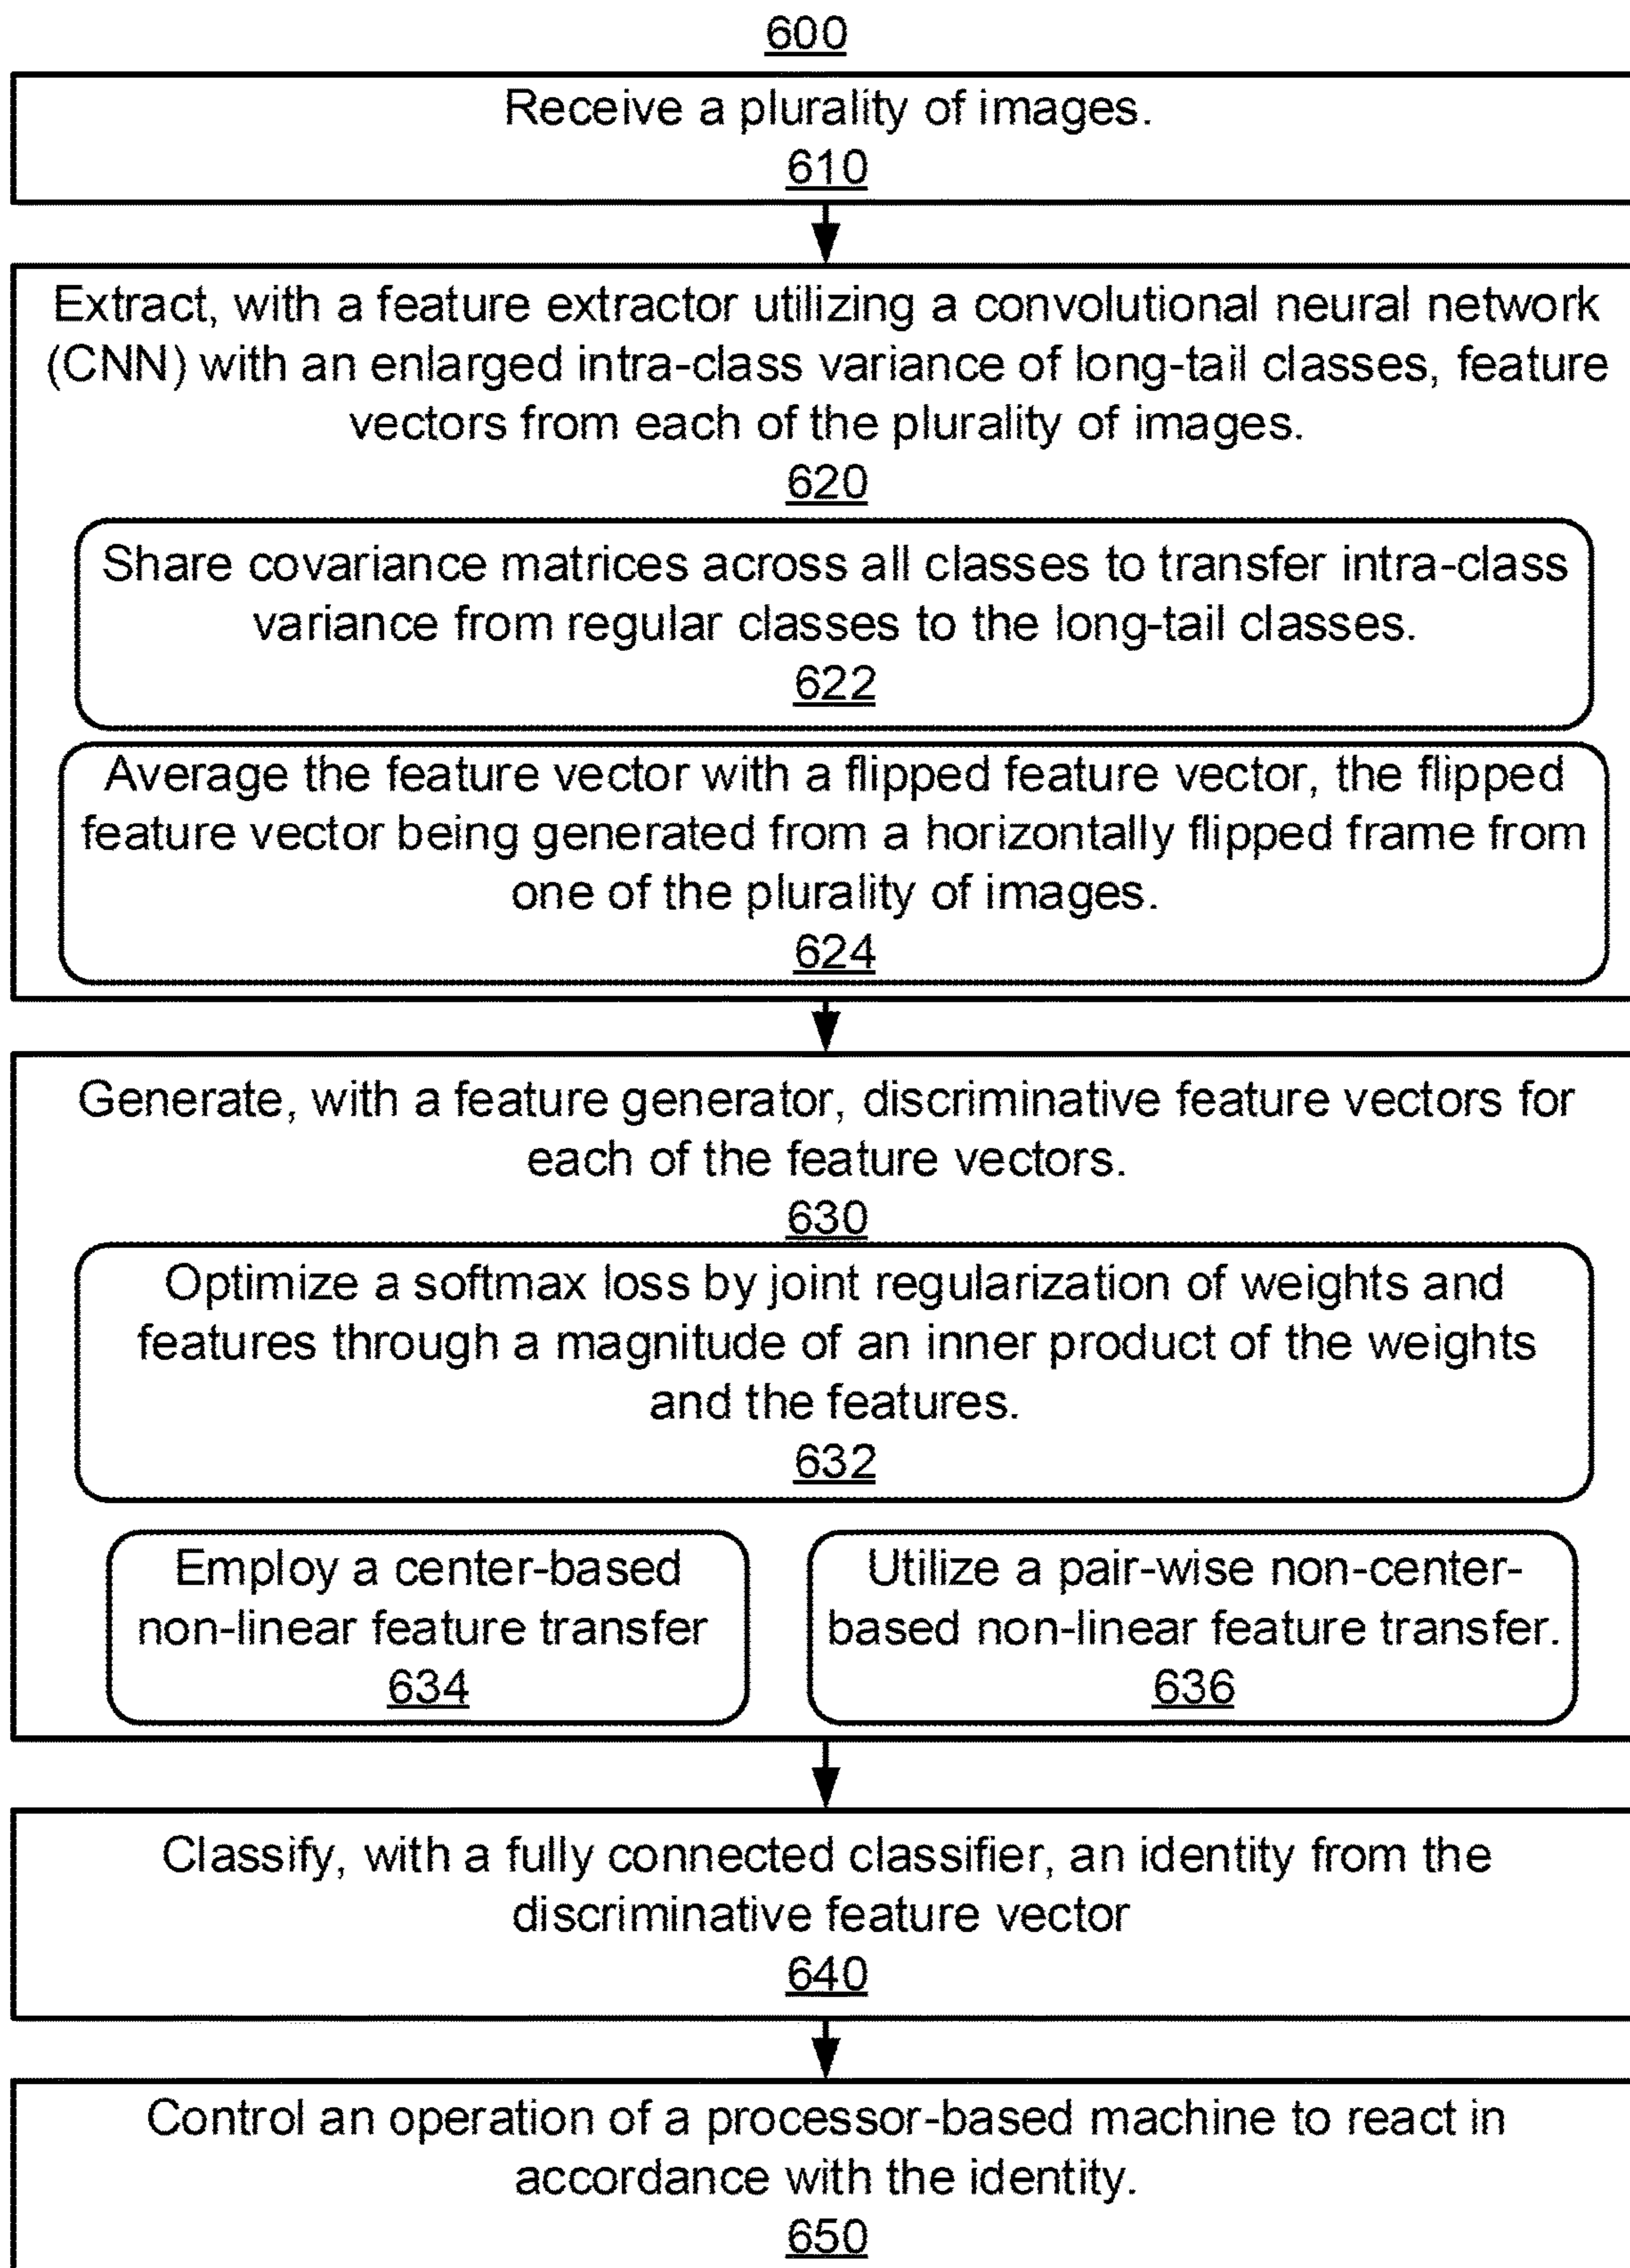 600
Receive a plurality of images.
610
Extract, with a feature extractor utilizing a convolutional neural network
(CNN) with an enlarged intra-class variance of long-tail classes, feature
vectors from each of the plurality of images.
620
Share covariance matrices across all classes to transfer intra-class
variance from regular classes to the long-tail classes.
622
Average the feature vector with a flipped feature vector, the flipped
feature vector being generated from a horizontally flipped frame from
one of the plurality of images.
624
Generate, with a feature generator, discriminative feature vectors for
each of the feature vectors.
630
Optimize a softmax loss by joint regularization of weights and
features through a magnitude of an inner product of the weights
and the features.
632
Employ a center-based
non-linear feature transfer
634
Utilize a pair-wise non-center-
based non-linear feature transfer.
636
Classify, with a fully connected classifier, an identity from the
discriminative feature vector
640
Control an operation of a processor-based machine to react in
accordance with the identity.
650